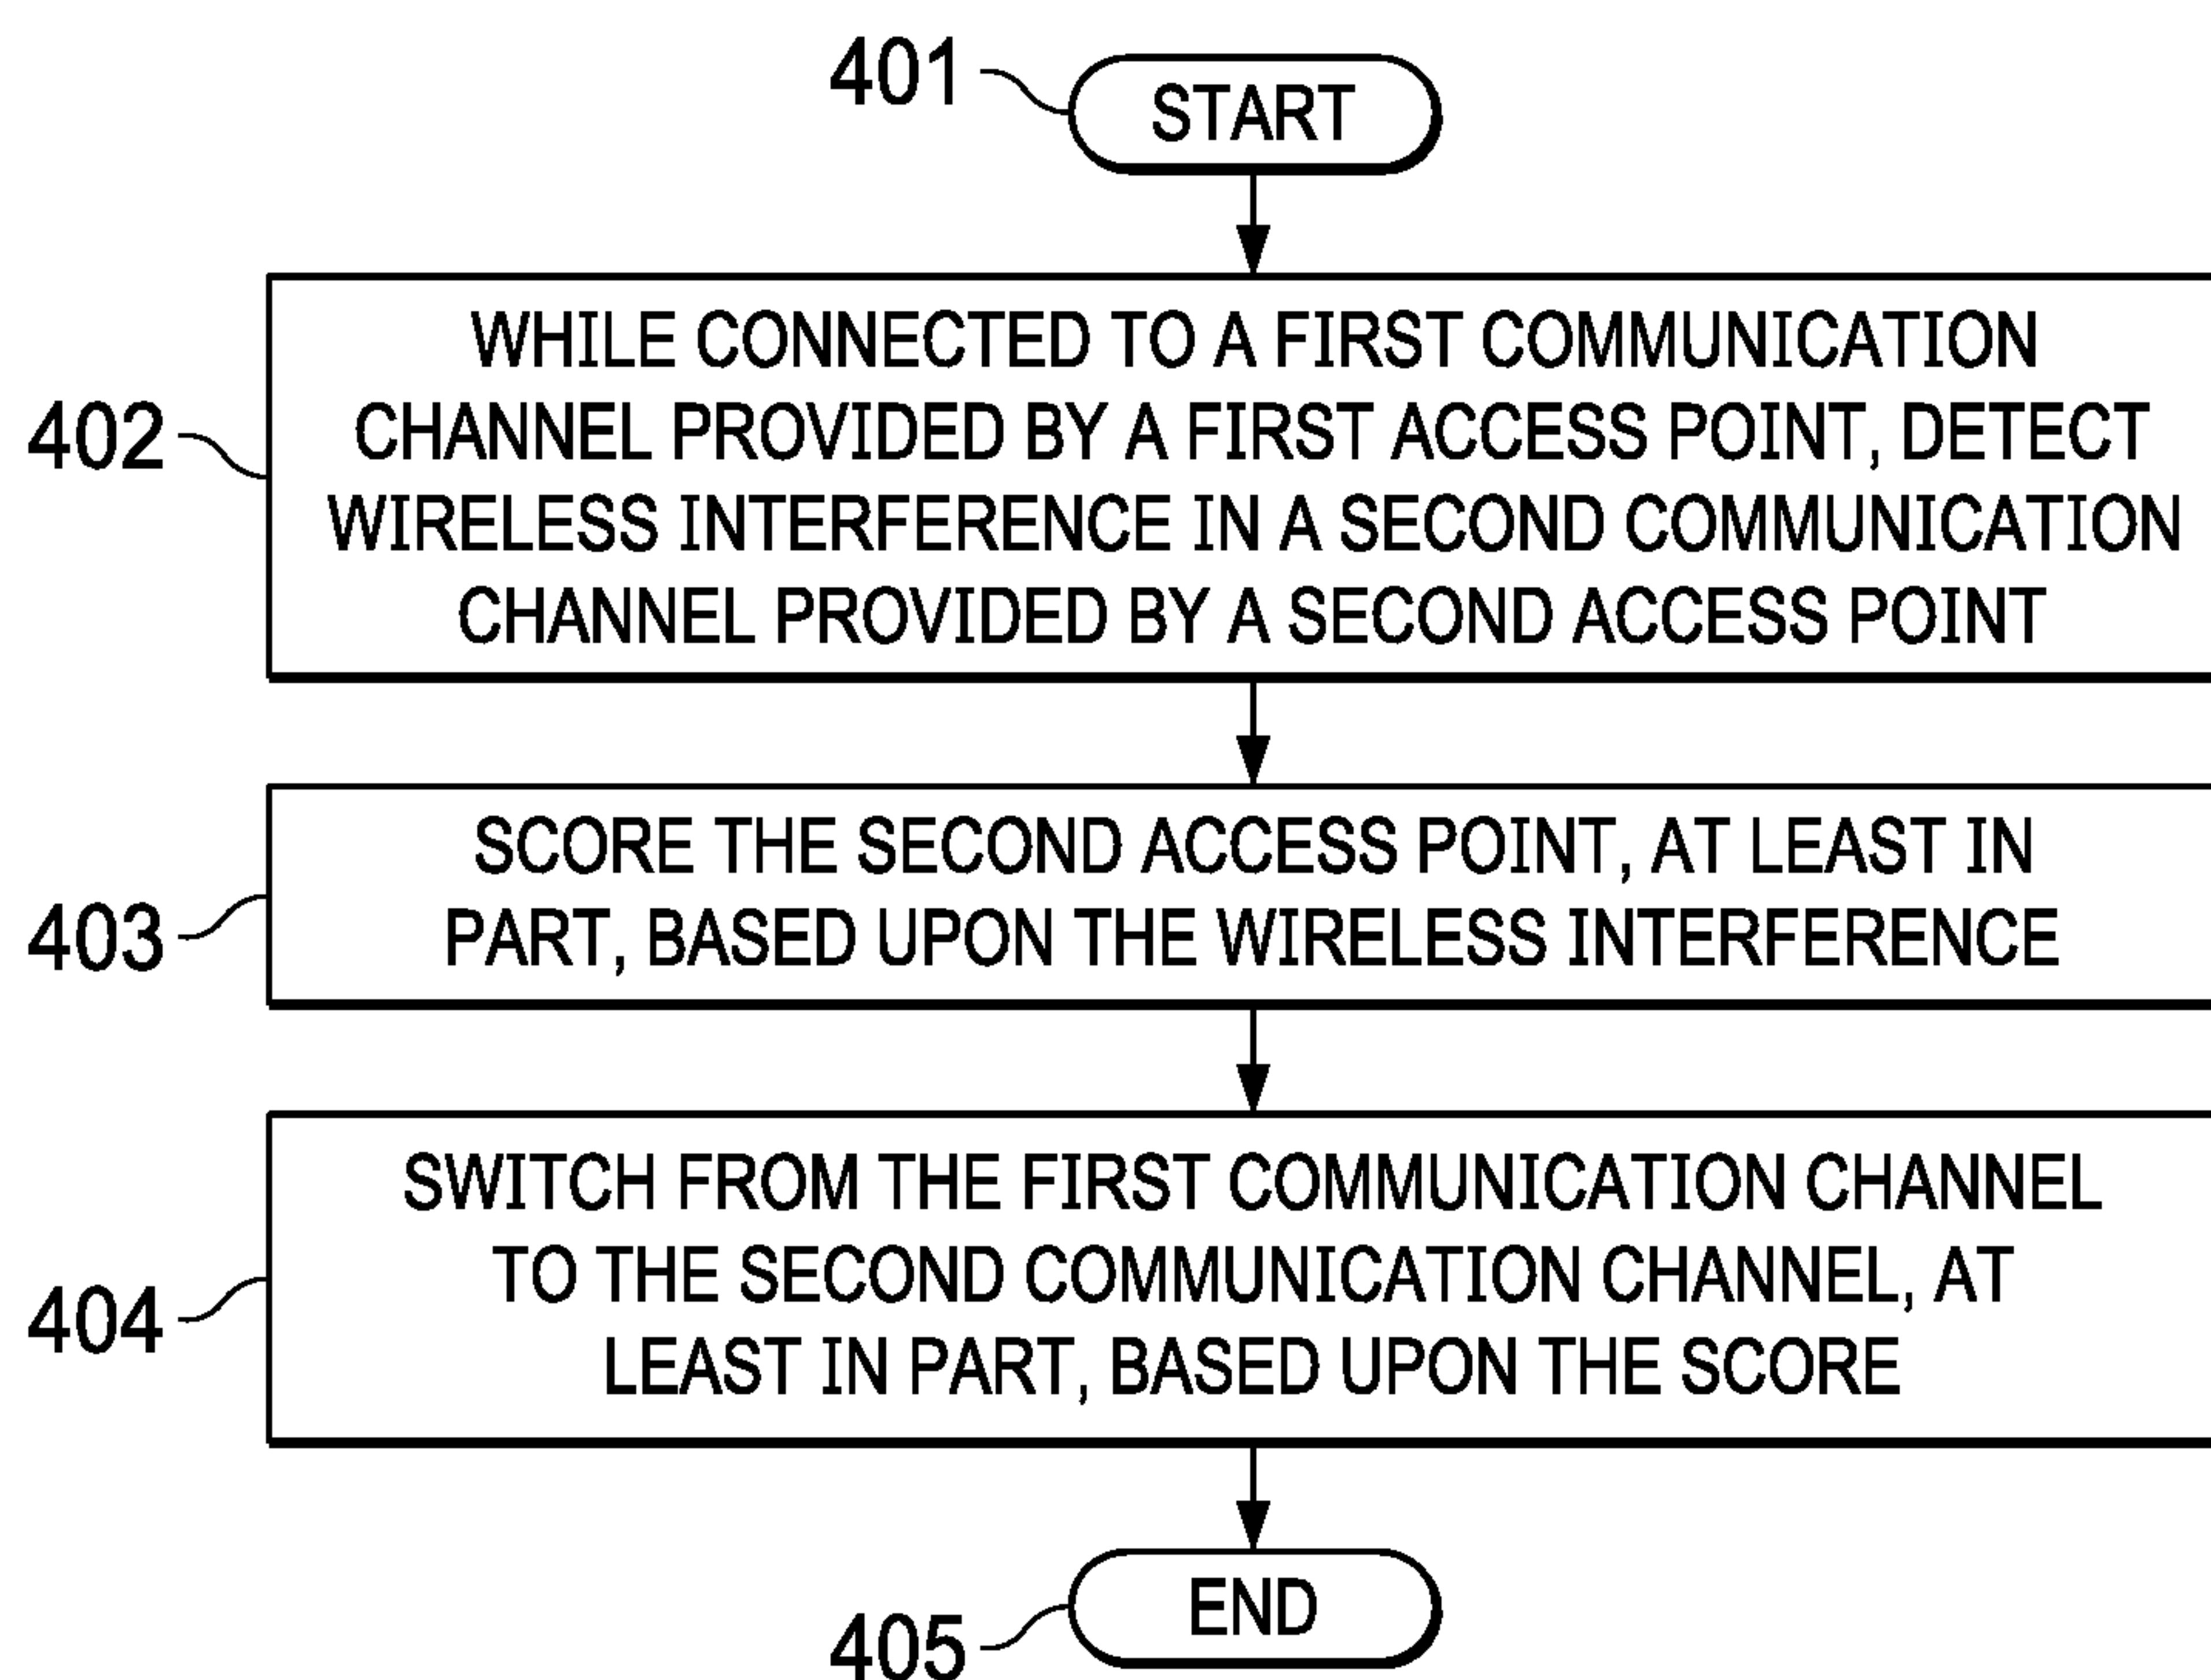 401
START
402
WHILE CONNECTED TO A FIRST COMMUNICATION
CHANNEL PROVIDED BY A FIRST ACCESS POINT, DETECT
WIRELESS INTERFERENCE IN A SECOND COMMUNICATION
CHANNEL PROVIDED BY A SECOND ACCESS POINT
403
SCORE THE SECOND ACCESS POINT, AT LEAST IN
PART, BASED UPON THE WIRELESS INTERFERENCE
404
SWITCH FROM THE FIRST COMMUNICATION CHANNEL
TO THE SECOND COMMUNICATION CHANNEL, AT
LEAST IN PART, BASED UPON THE SCORE
405
END